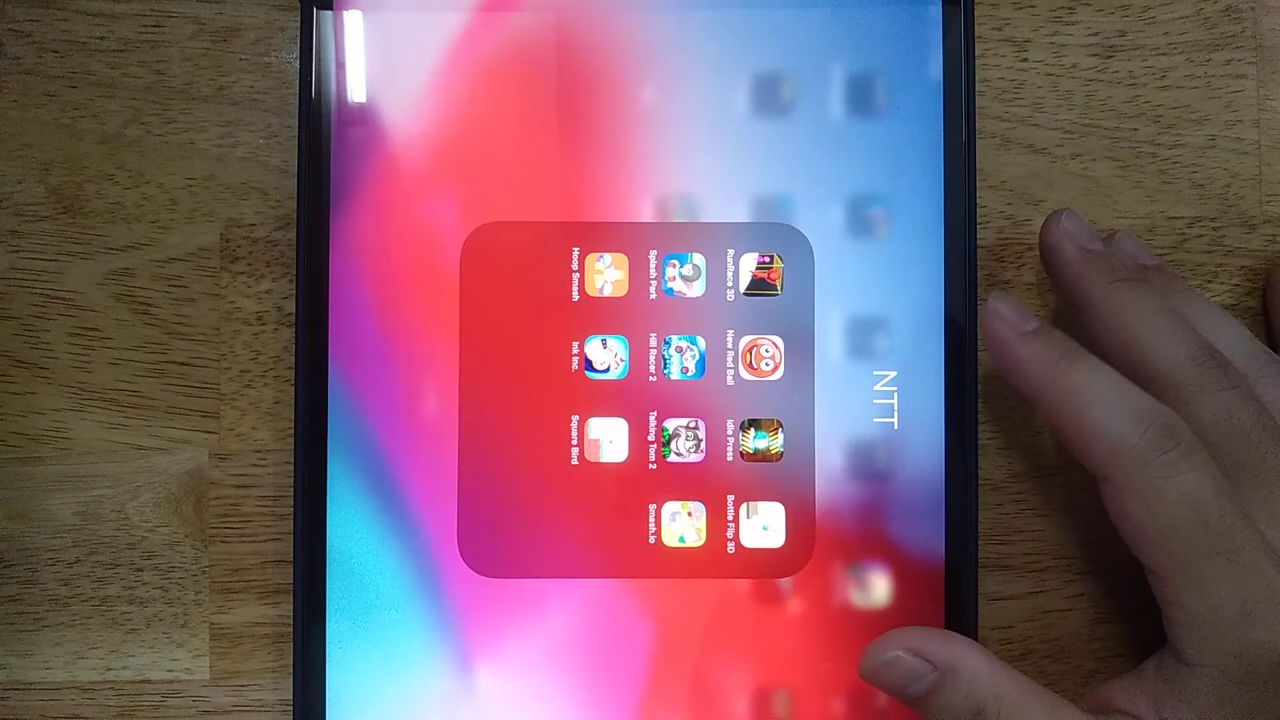 NTT
RunRace 3D
New Red Ball
Idle Press
Bottle Flip 3D
Splash Park
Hill Racer 2
Talking Tom 2
Smash.io
Hoop Smash
Ink Inc.
Square Bird